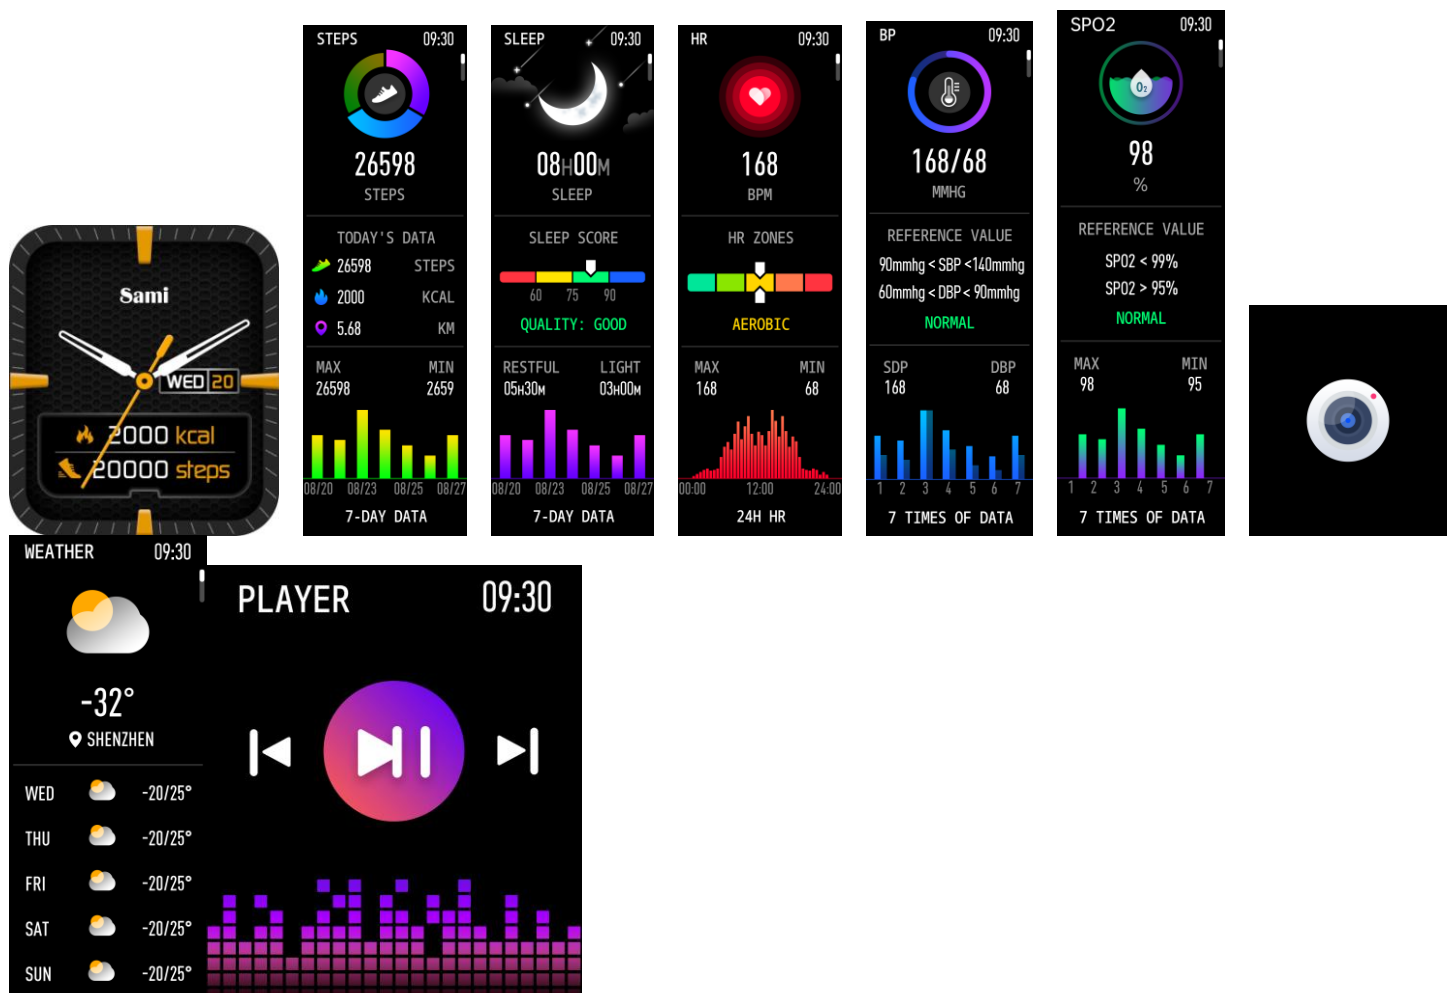 Sami
WED 20
2000 kcal
20000 steps
STEPS 09:30
26598
STEPS
TODAY'S DATA
26598 STEPS
2000 KCAL
5.68 KM
MAX MIN
26598 2659
08/20 08/23 08/25 08/27
7-DAY DATA
SLEEP 09:30
08H00M
SLEEP
SLEEP SCORE
60 75 90
QUALITY: GOOD
RESTFUL LIGHT
05H30M 03H00M
08/20 08/23 08/25 08/27
7-DAY DATA
HR 09:30
168
BPM
HR ZONES
AEROBIC
MAX MIN
168 68
00:00 12:00 24:00
24H HR
BP 09:30
168/68
MMHG
REFERENCE VALUE
90mmhg < SBP <140mmhg
60mmhg < DBP < 90mmhg
NORMAL
SDP DBP
168 68
1 2 3 4 5 6 7
7 TIMES OF DATA
SPO2 09:30
O2
98
%
REFERENCE VALUE
SPO2 < 99%
SPO2 > 95%
NORMAL
MAX MIN
98 95
1 2 3 4 5 6 7
7 TIMES OF DATA
WEATHER 09:30
-32°
SHENZHEN
WED -20/25°
THU -20/25°
FRI -20/25°
SAT -20/25°
SUN -20/25°
PLAYER 09:30